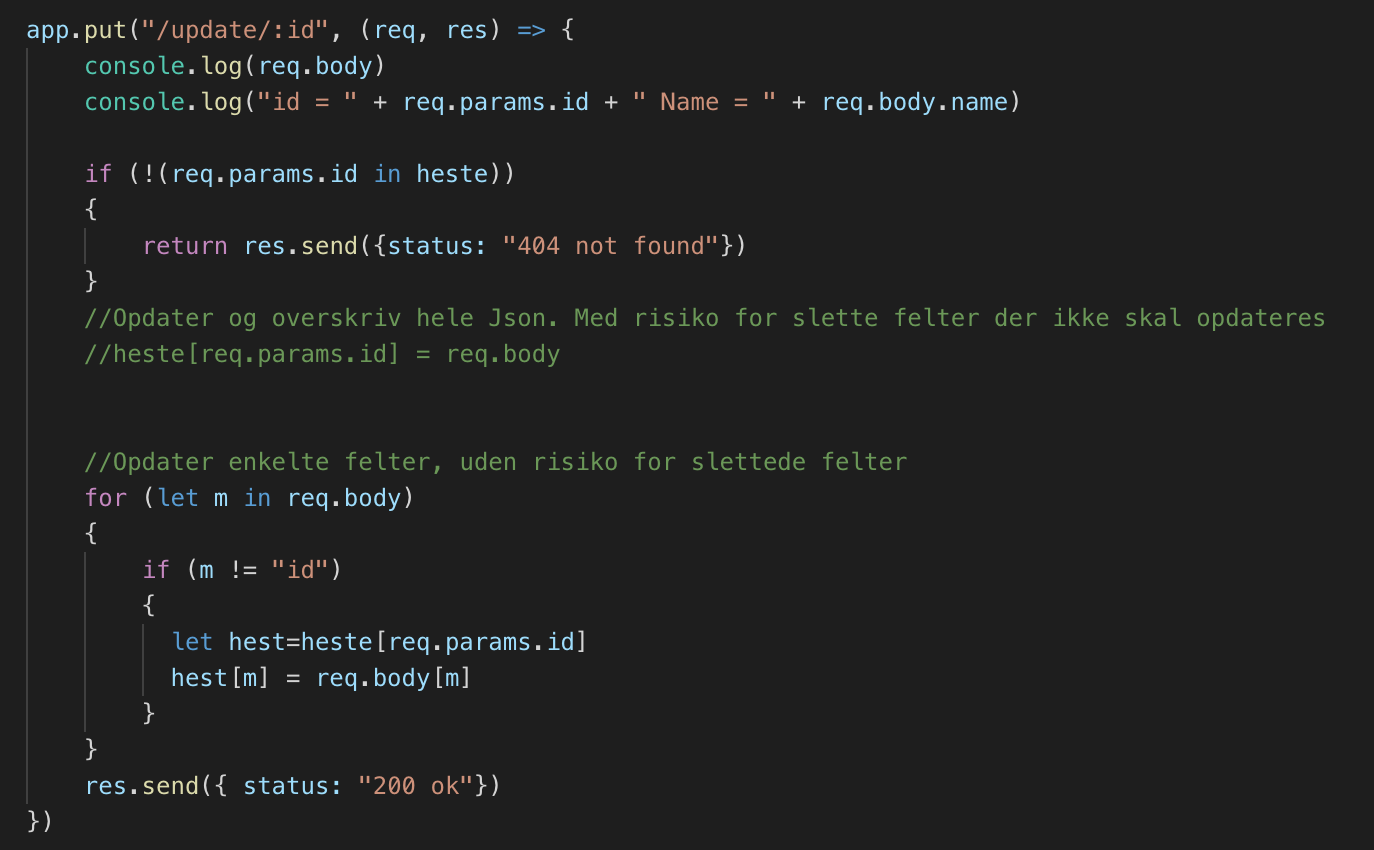 app.put("/update/:id", (req, res) => {
    console.log(req.body)
    console.log("id = " + req.params.id + " Name = " + req.body.name)

    if (!(req.params.id in heste))
    {
        return res.send({status: "404 not found"})
    }
    //Opdater og overskriv hele Json. Med risiko for slette felter der ikke skal opdateres
    //heste[req.params.id] = req.body


    //Opdater enkelte felter, uden risiko for slettede felter
    for (let m in req.body)
    {
        if (m != "id")
        {
          let hest=heste[req.params.id]
          hest[m] = req.body[m]
        }
    }
    res.send({ status: "200 ok"})
})